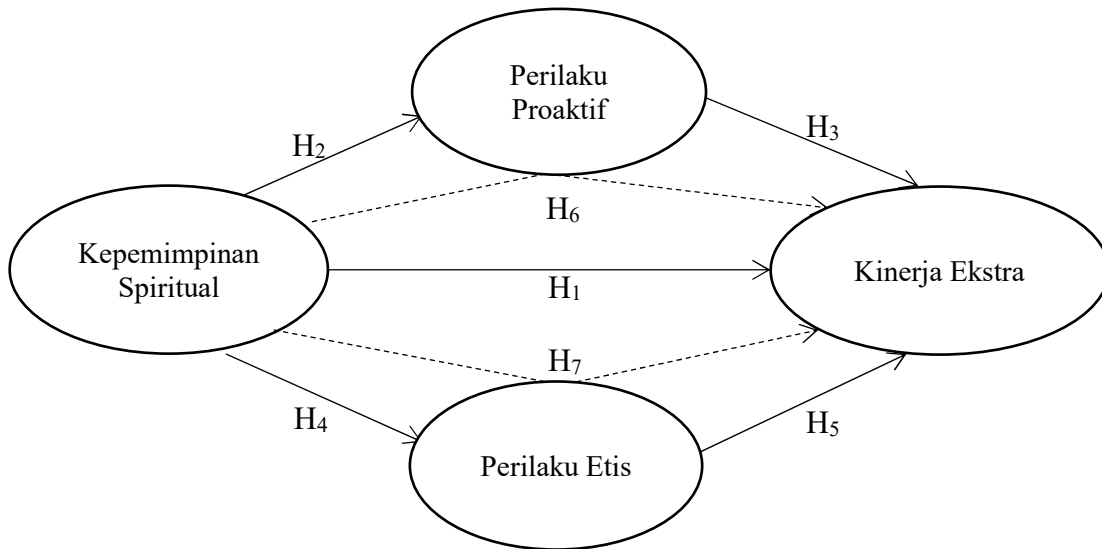 Perilaku
Proaktif
H₂
H₃
H₆
Kepemimpinan
Spiritual
Kinerja Ekstra
H₁
H₇
H₄
H₅
Perilaku Etis